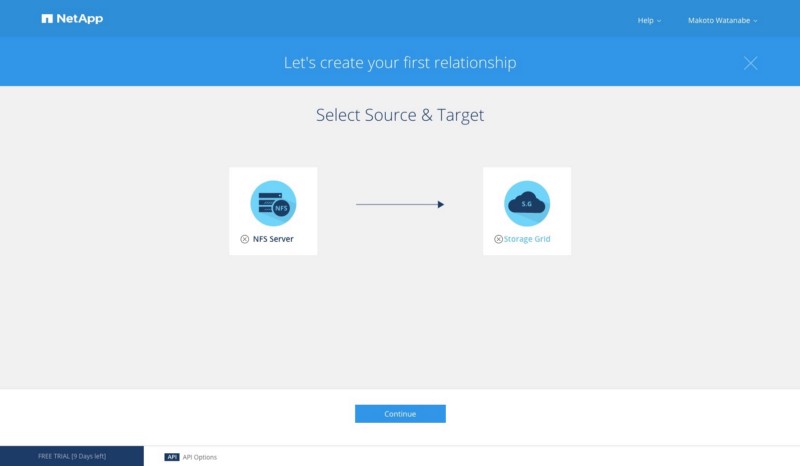 NetApp
Help
Makoto Watanabe
Let's create your first relationship
Select Source & Target
NFS
NFS Server
S.G
Storage Grid
Continue
FREE TRIAL [9 Days left]
API API Options